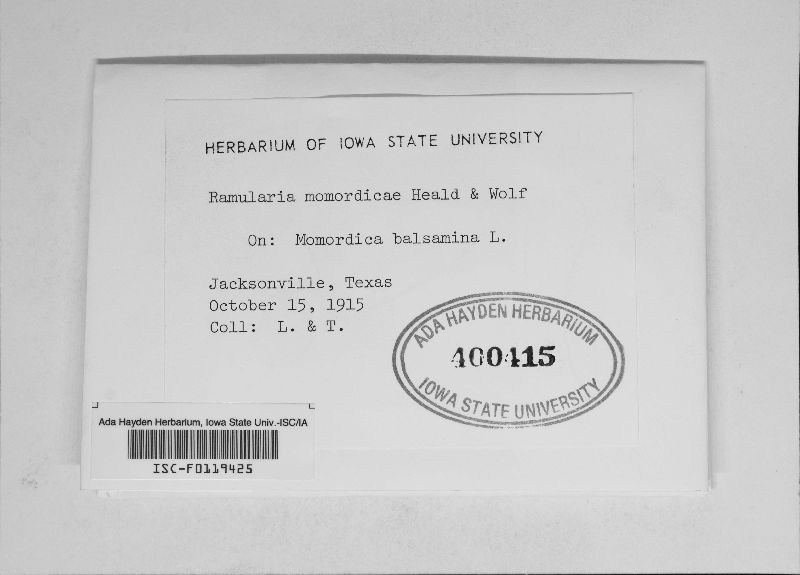 HERBARIUM OF IOWA STATE UNIVERSITY
Ramularia momordicae Heald & Wolf
On: Momordica balsamina L.
Jacksonville, Texas
October 15, 1915
Coll: L. & T.
ADA HAYDEN HERBARIUM
400415
IOWA STATE UNIVERSITY
Ada Hayden Herbarium, Iowa State Univ.-ISC/IA
ISC-F0119425